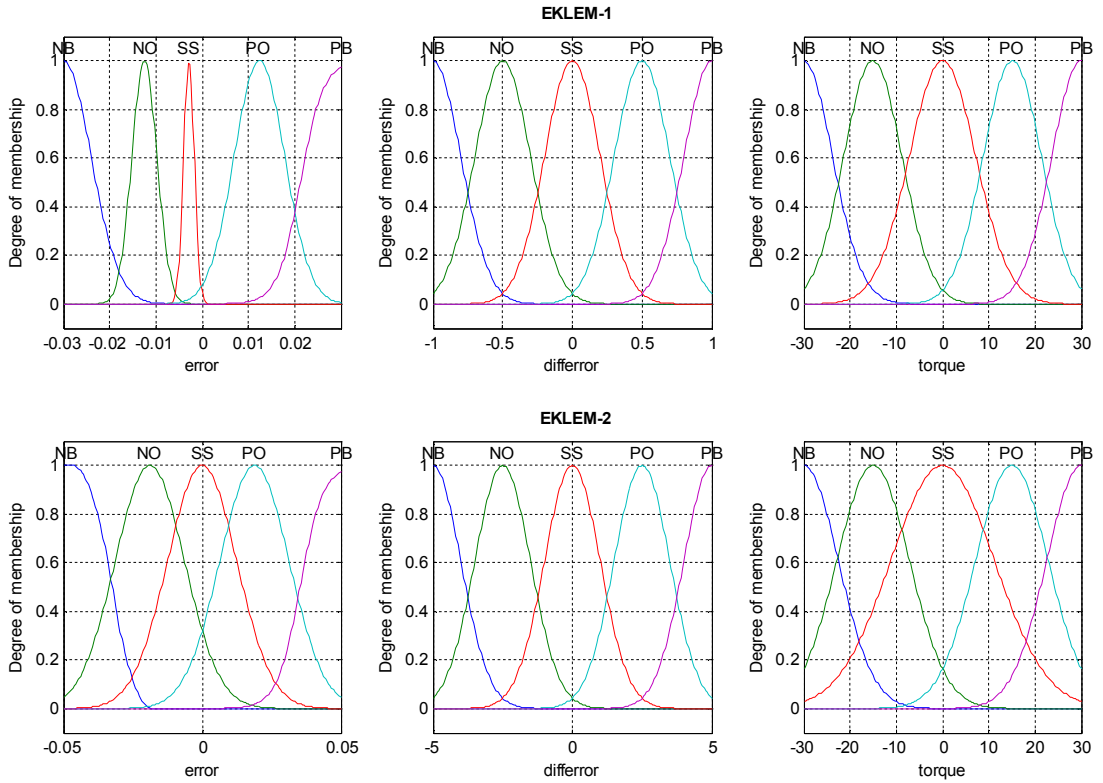 EKLEM-1
NB NO SS PO PB
NB NO SS PO PB
NB NO SS PO PB
1
0.8
0.6
0.4
0.2
0
Degree of membership
-0.03 -0.02 -0.01 0 0.01 0.02
error
1
0.8
0.6
0.4
0.2
0
Degree of membership
-1 -0.5 0 0.5 1
differror
1
0.8
0.6
0.4
0.2
0
Degree of membership
-30 -20 -10 0 10 20 30
torque
EKLEM-2
NB NO SS PO PB
NB NO SS PO PB
NB NO SS PO PB
1
0.8
0.6
0.4
0.2
0
Degree of membership
-0.05 0 0.05
error
1
0.8
0.6
0.4
0.2
0
Degree of membership
-5 0 5
differror
1
0.8
0.6
0.4
0.2
0
Degree of membership
-30 -20 -10 0 10 20 30
torque